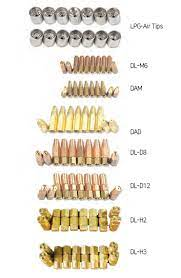 LPG-Air Tips
DL-M6
DAM
DAD
DL-D8
DL-D12
DL-H2
DL-H3